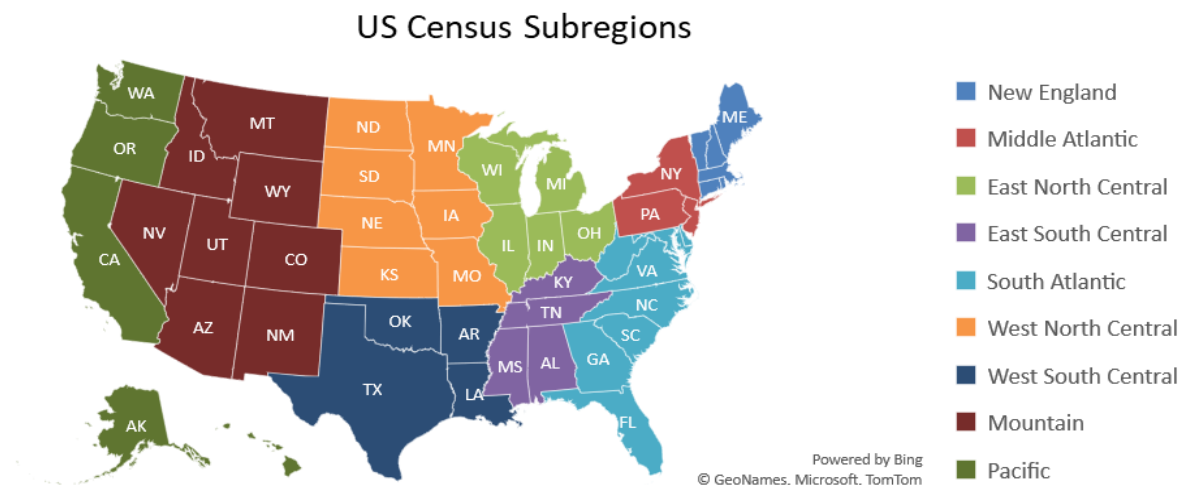 US Census Subregions
WA
OR
CA
AK
ID
NV
MT
WY
UT
CO
AZ
NM
ND
SD
NE
KS
MN
IA
MO
OK
TX
AR
LA
WI
MI
IL
IN
OH
KY
TN
MS
AL
NY
PA
VA
NC
SC
GA
FL
ME
New England
Middle Atlantic
East North Central
East South Central
South Atlantic
West North Central
West South Central
Mountain
Pacific
Powered by Bing
© GeoNames, Microsoft, TomTom